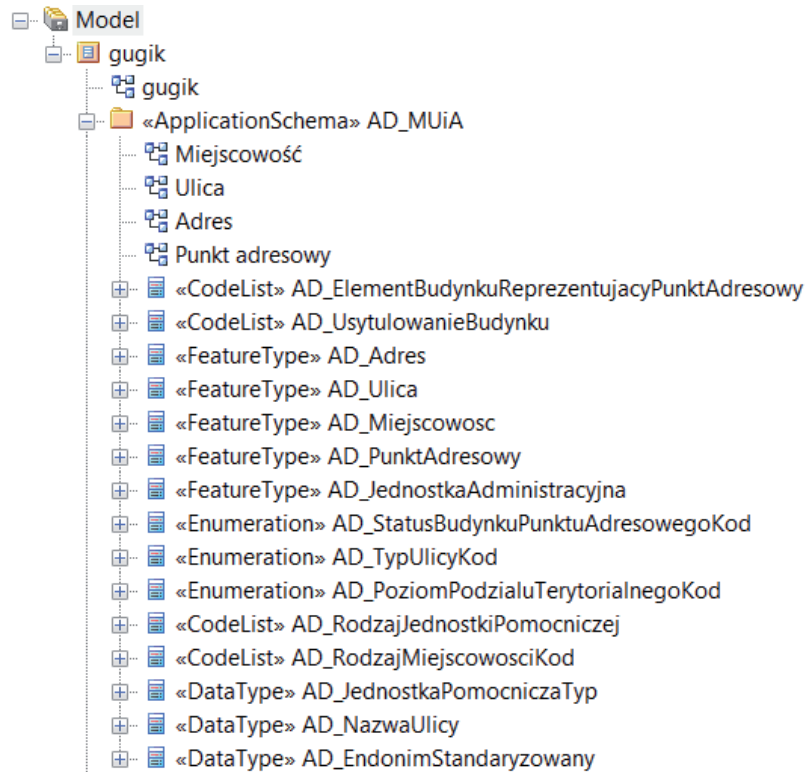 Model
gugik
gugik
«ApplicationSchema» AD_MUiA
Miejscowość
Ulica
Adres
Punkt adresowy
«CodeList» AD_ElementBudynkuReprezentujacyPunktAdresowy
«CodeList» AD_UsytulowanieBudynku
«FeatureType» AD_Adres
«FeatureType» AD_Ulica
«FeatureType» AD_Miejscowosc
«FeatureType» AD_PunktAdresowy
«FeatureType» AD_JednostkaAdministracyjna
«Enumeration» AD_StatusBudynkuPunktuAdresowegoKod
«Enumeration» AD_TypUlicyKod
«Enumeration» AD_PoziomPodzialuTerytorialnegoKod
«CodeList» AD_RodzajJednostkiPomocniczej
«CodeList» AD_RodzajMiejscowosciKod
«DataType» AD_JednostkaPomocniczaTyp
«DataType» AD_NazwaUlicy
«DataType» AD_EndonimStandaryzowany